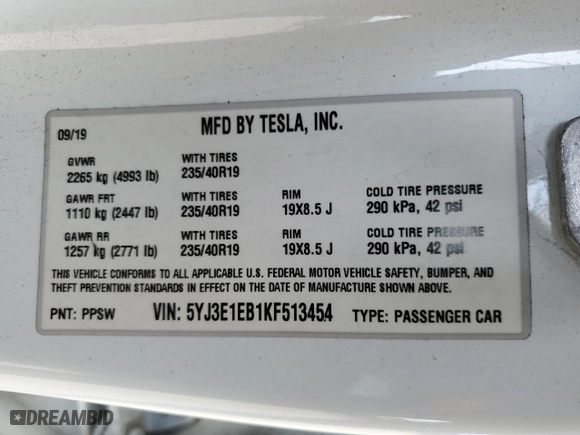 09/19 MFD BY TESLA, INC.
GVWR WITH TIRES
2265 kg (4993 lb) 235/40R19
GAWR FRT WITH TIRES RIM COLD TIRE PRESSURE
1110 kg (2447 lb) 235/40R19 19X8.5 J 290 kPa, 42 psi
GAWR RR WITH TIRES RIM COLD TIRE PRESSURE
1257 kg (2771 lb) 235/40R19 19X8.5 J 290 kPa, 42 psi
THIS VEHICLE CONFORMS TO ALL APPLICABLE U.S. FEDERAL MOTOR VEHICLE SAFETY, BUMPER, AND
THEFT PREVENTION STANDARDS IN EFFECT ON THE DATE OF MANUFACTURE SHOWN ABOVE.
PNT: PPSW VIN: 5YJ3E1EB1KF513454 TYPE: PASSENGER CAR
DREAMBID